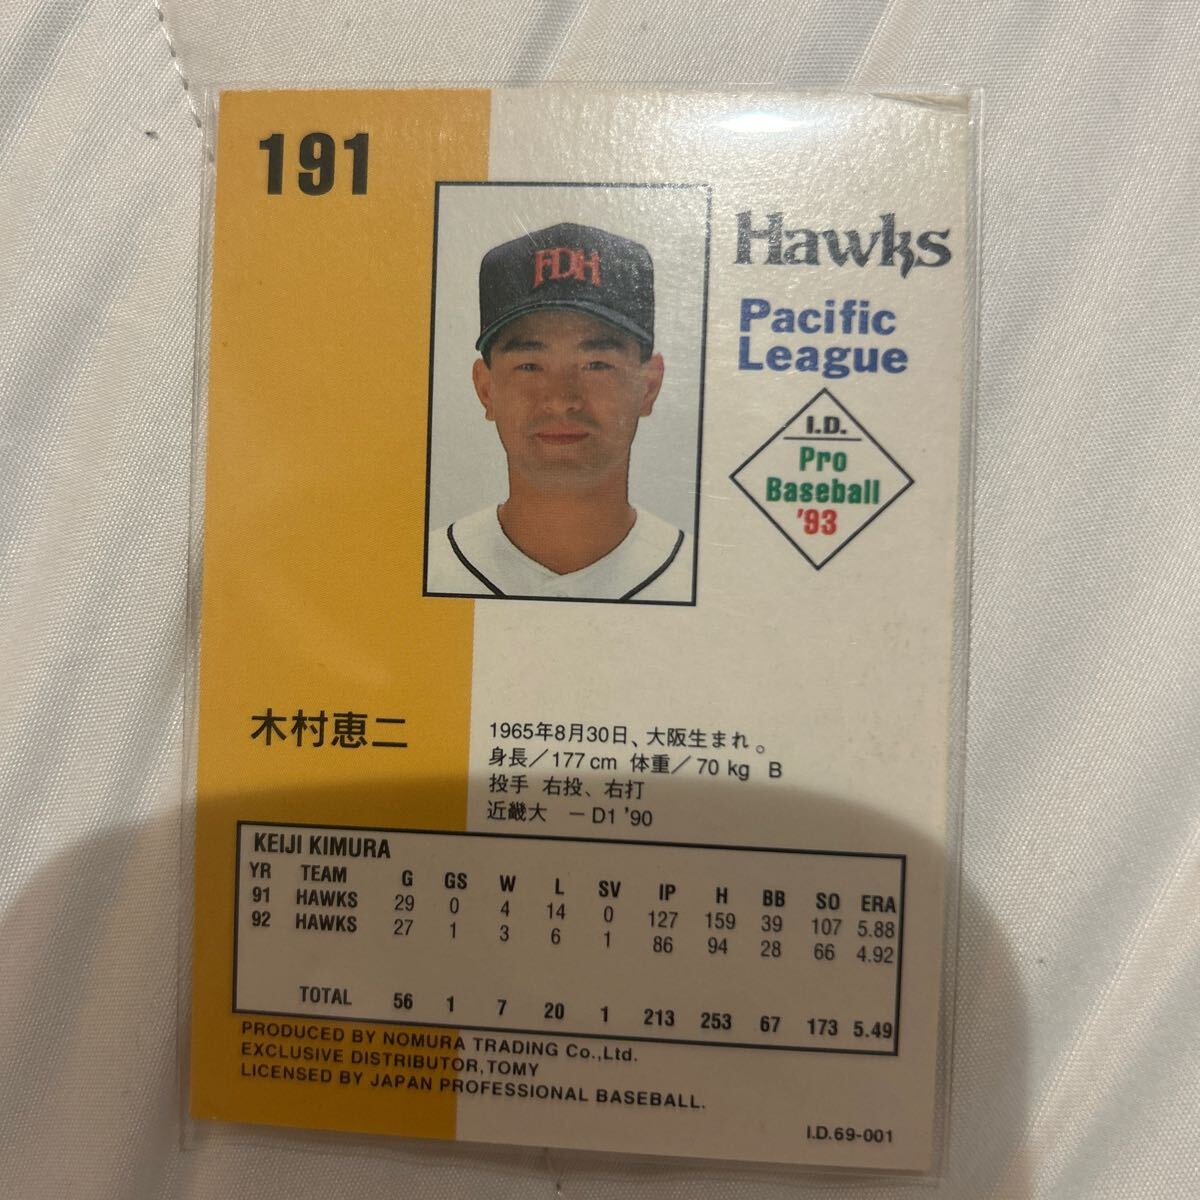 191
FDH
Hawks
Pacific
League
I.D.
Pro
Baseball
'93
木村恵二
1965年8月30日、大阪生まれ。
身長／177cm 体重／70kg B
投手 右投、右打
近畿大 －D1 '90
KEIJI KIMURA
YR TEAM G GS W L SV IP H BB SO ERA
91 HAWKS 29 0 4 14 0 127 159 39 107 5.88
92 HAWKS 27 1 3 6 1 86 94 28 66 4.92
TOTAL 56 1 7 20 1 213 253 67 173 5.49
PRODUCED BY NOMURA TRADING Co.,Ltd.
EXCLUSIVE DISTRIBUTOR,TOMY
LICENSED BY JAPAN PROFESSIONAL BASEBALL.
I.D.69-001